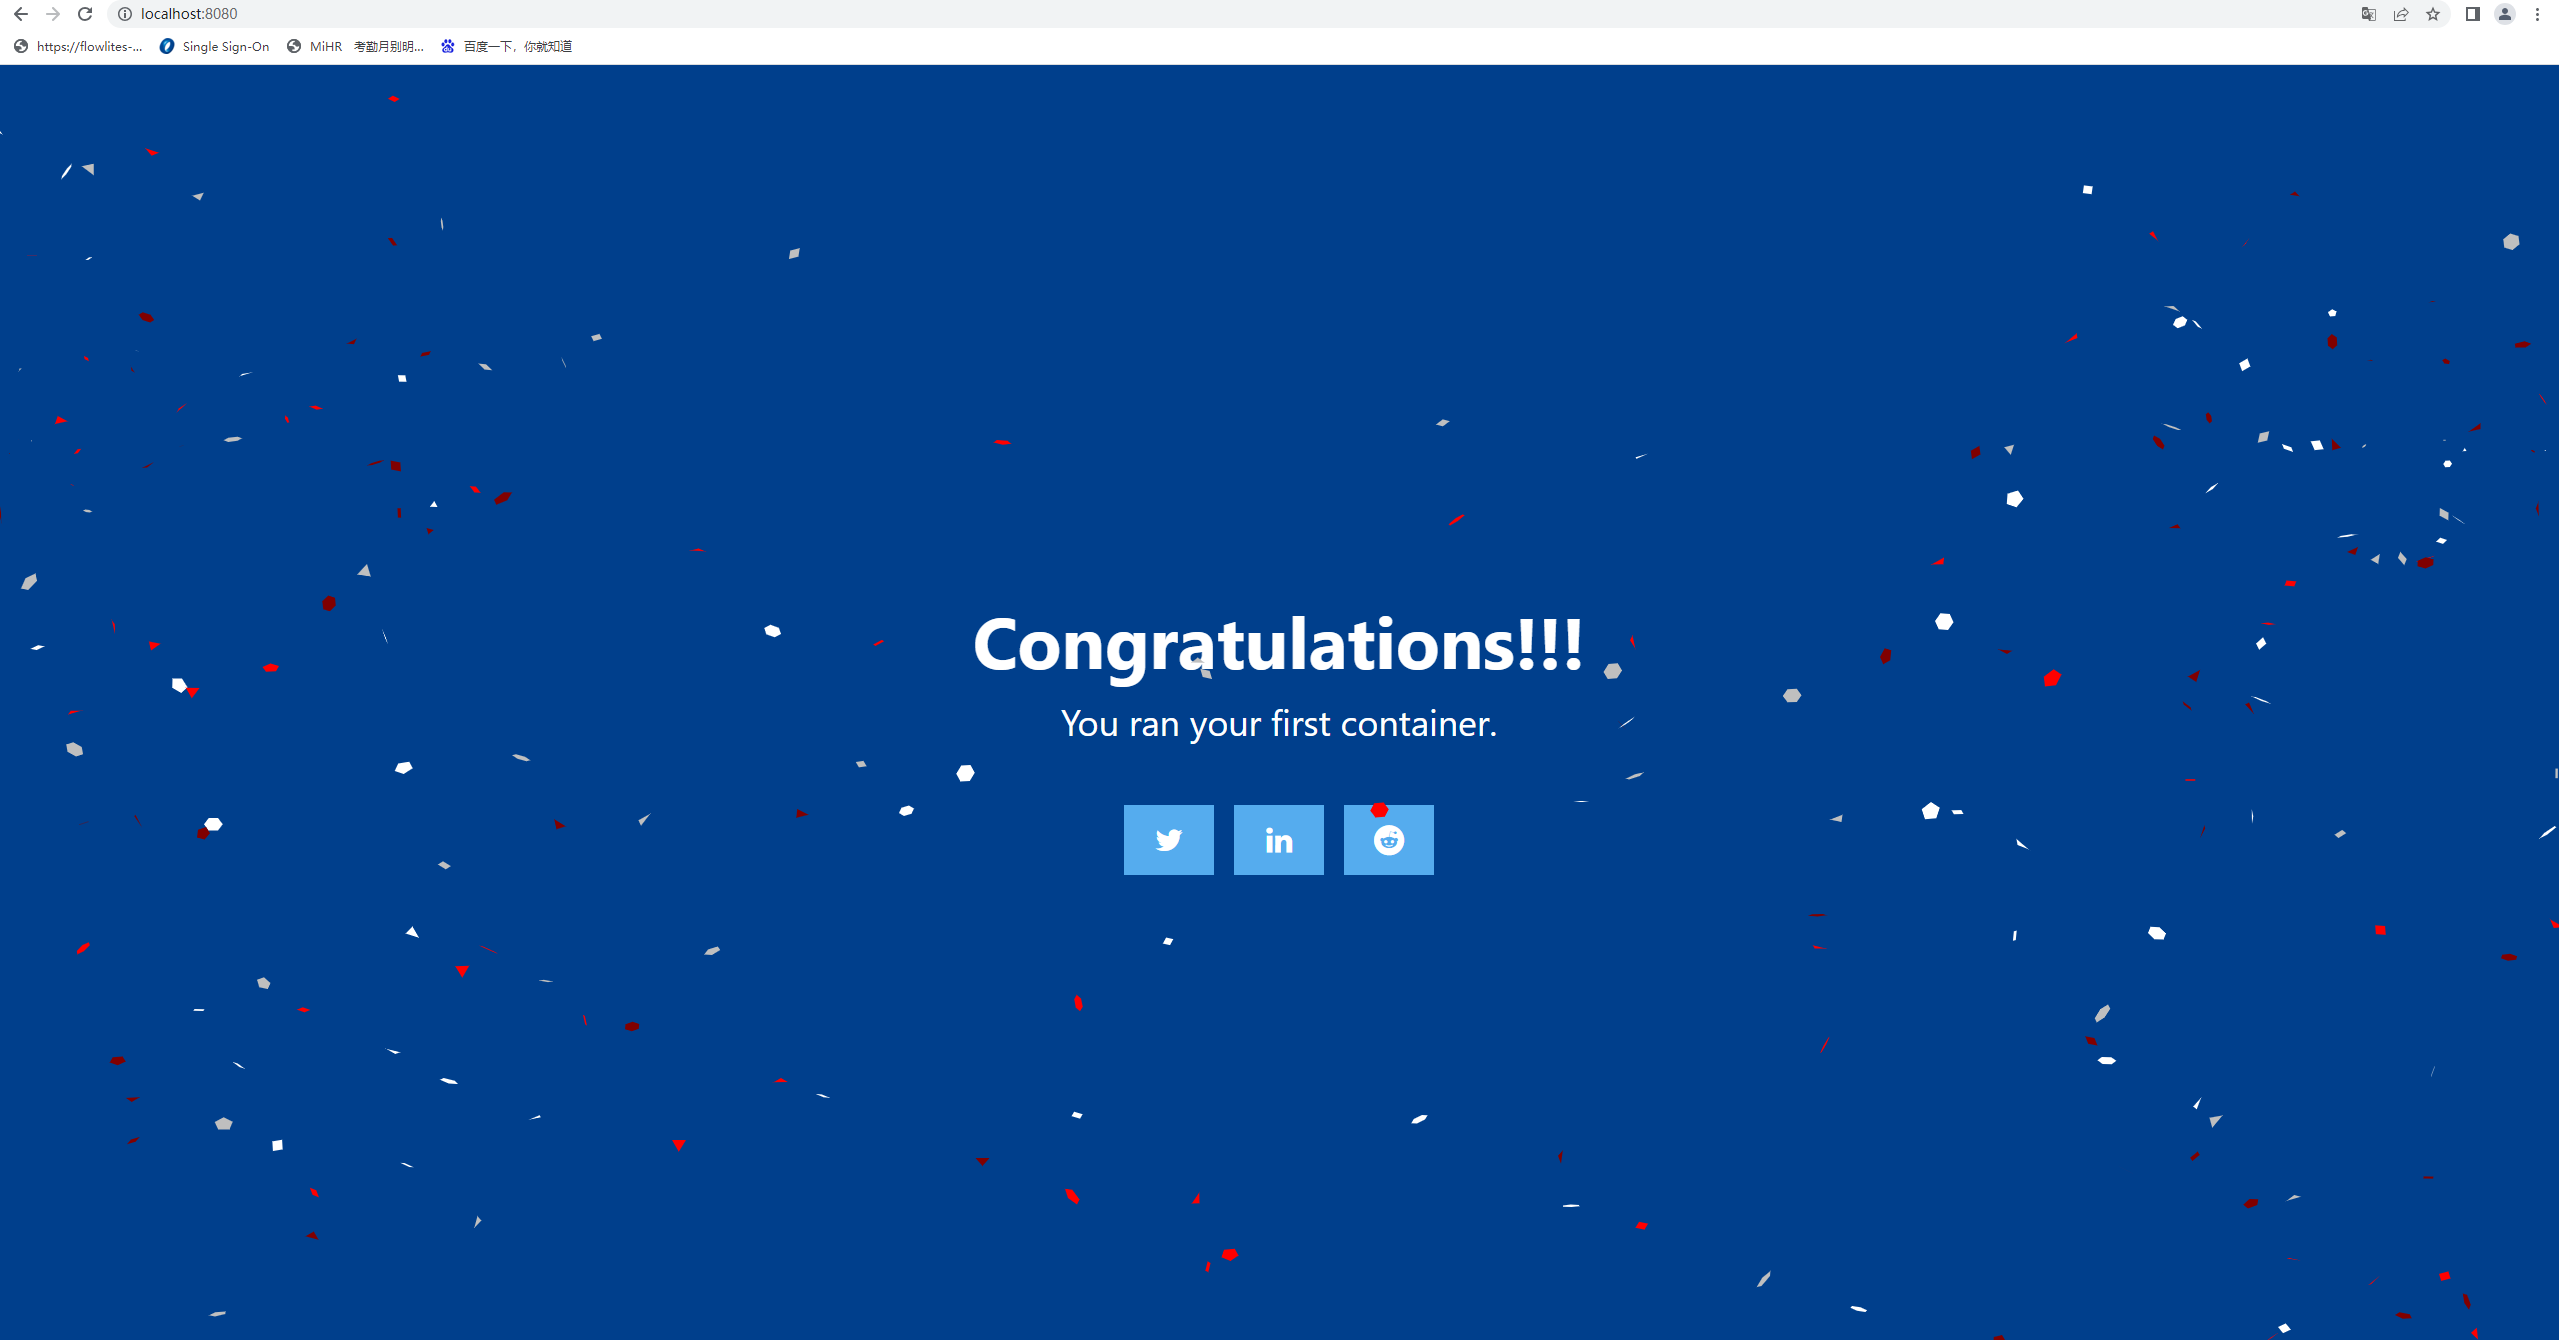 localhost:8080
https://flowlites-... Single Sign-On MiHR 考勤月别明... 百度一下，你就知道
Congratulations!!!
You ran your first container.
in